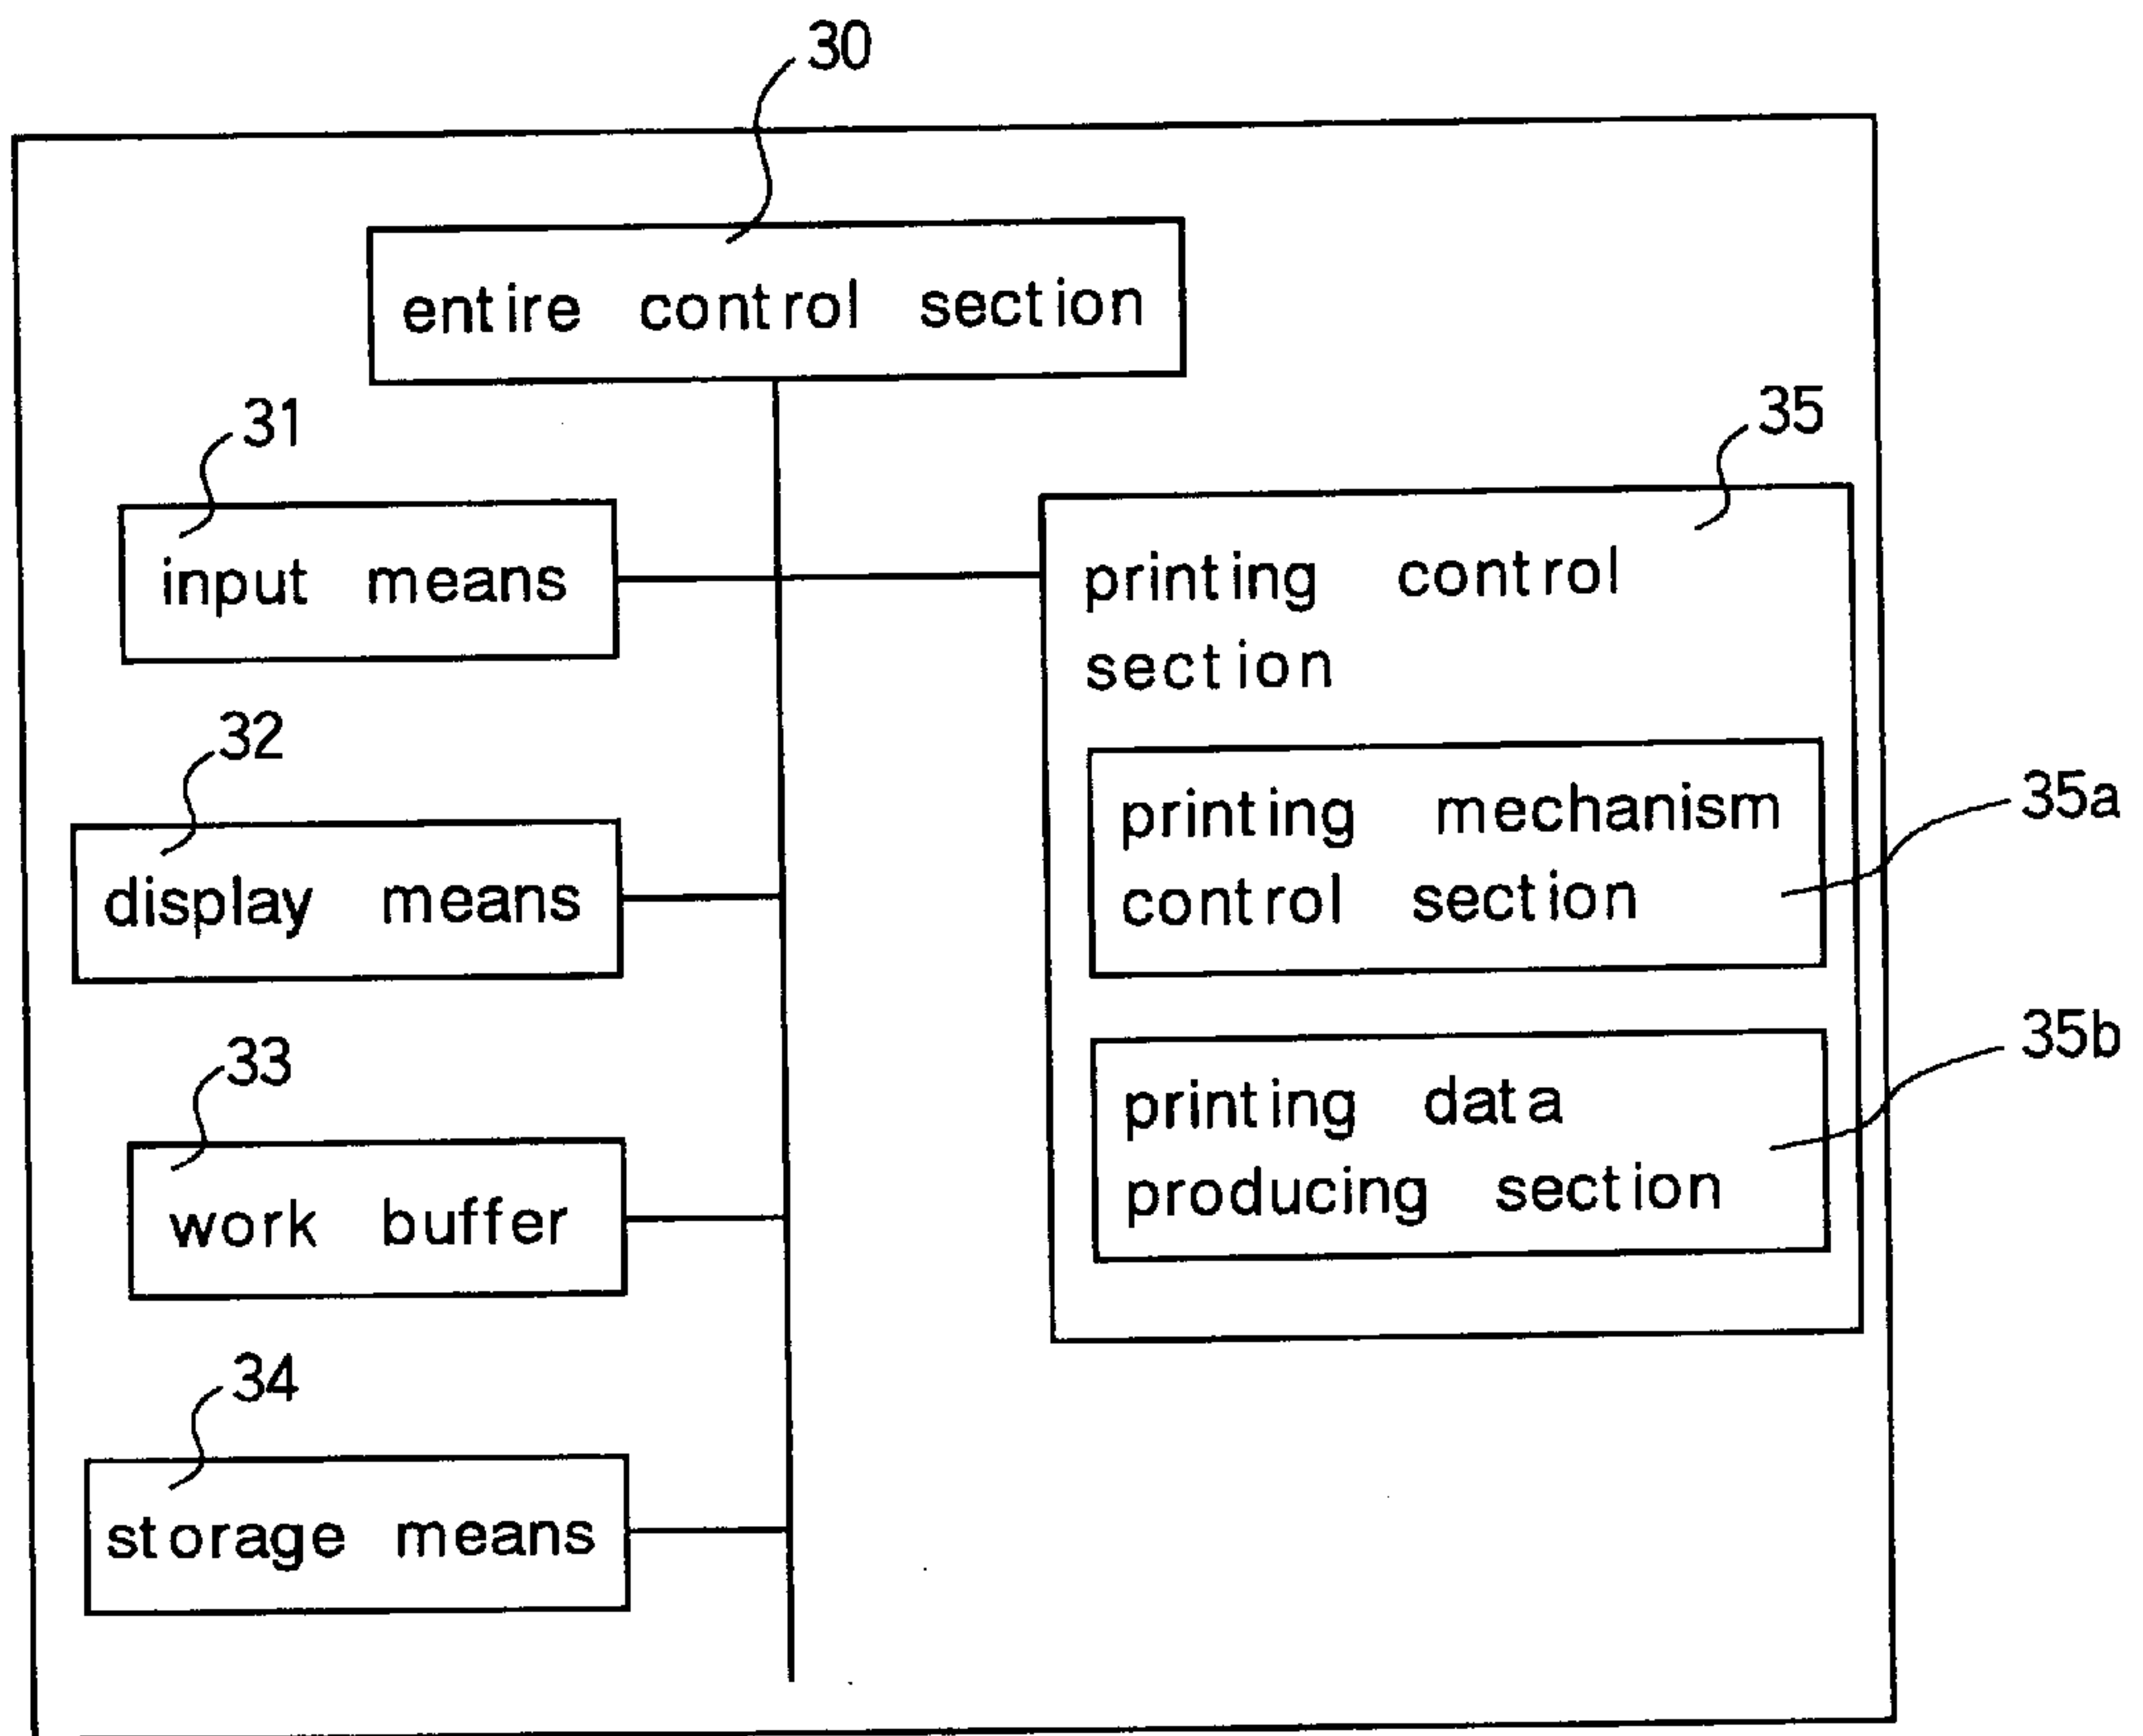 30
entire control section
31
35
input means
printing control
section
32
printing mechanism
control section
35a
display means
33
35b
printing data
producing section
work buffer
34
storage means